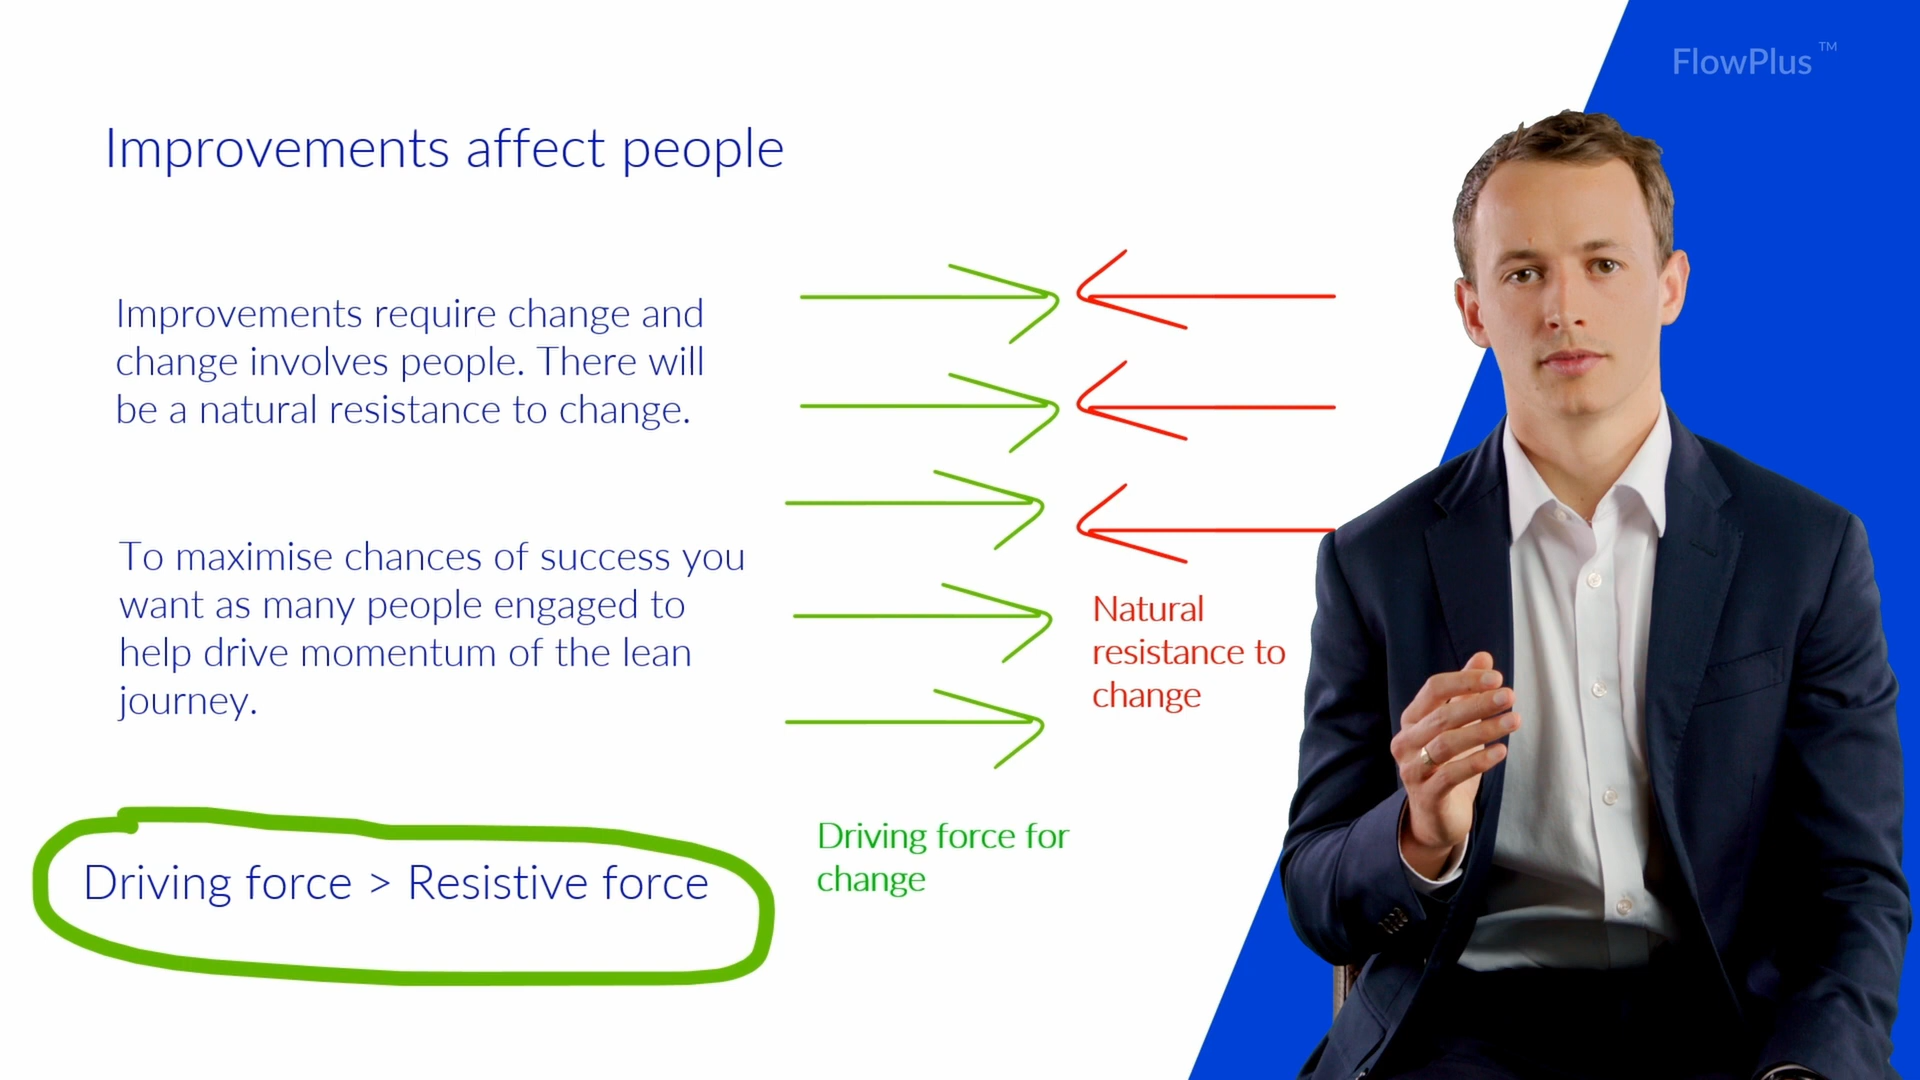 FlowPlus™
Improvements affect people
Improvements require change and
change involves people. There will
be a natural resistance to change.
To maximise chances of success you
want as many people engaged to
help drive momentum of the lean
journey.
Driving force > Resistive force
Natural
resistance to
change
Driving force for
change